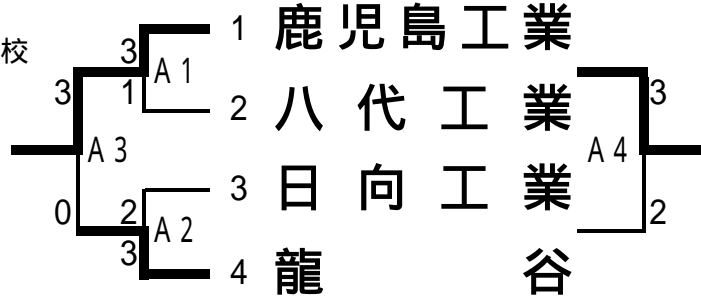 1 鹿児島工業
3
校 A 1
3 1 3
2 八代工業
A 3 A 4
3 日向工業
0 2 2
A 2
3
4 龍谷